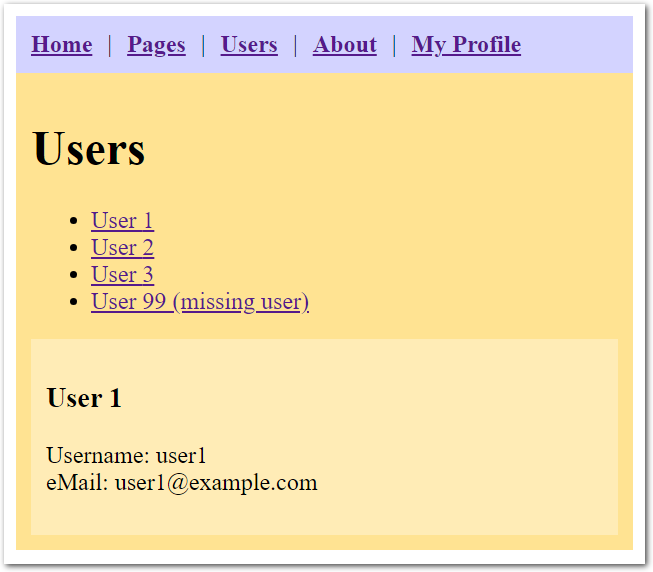 Home | Pages | Users | About | My Profile
Users
User 1
User 2
User 3
User 99 (missing user)
User 1
Username: user1
eMail: user1@example.com